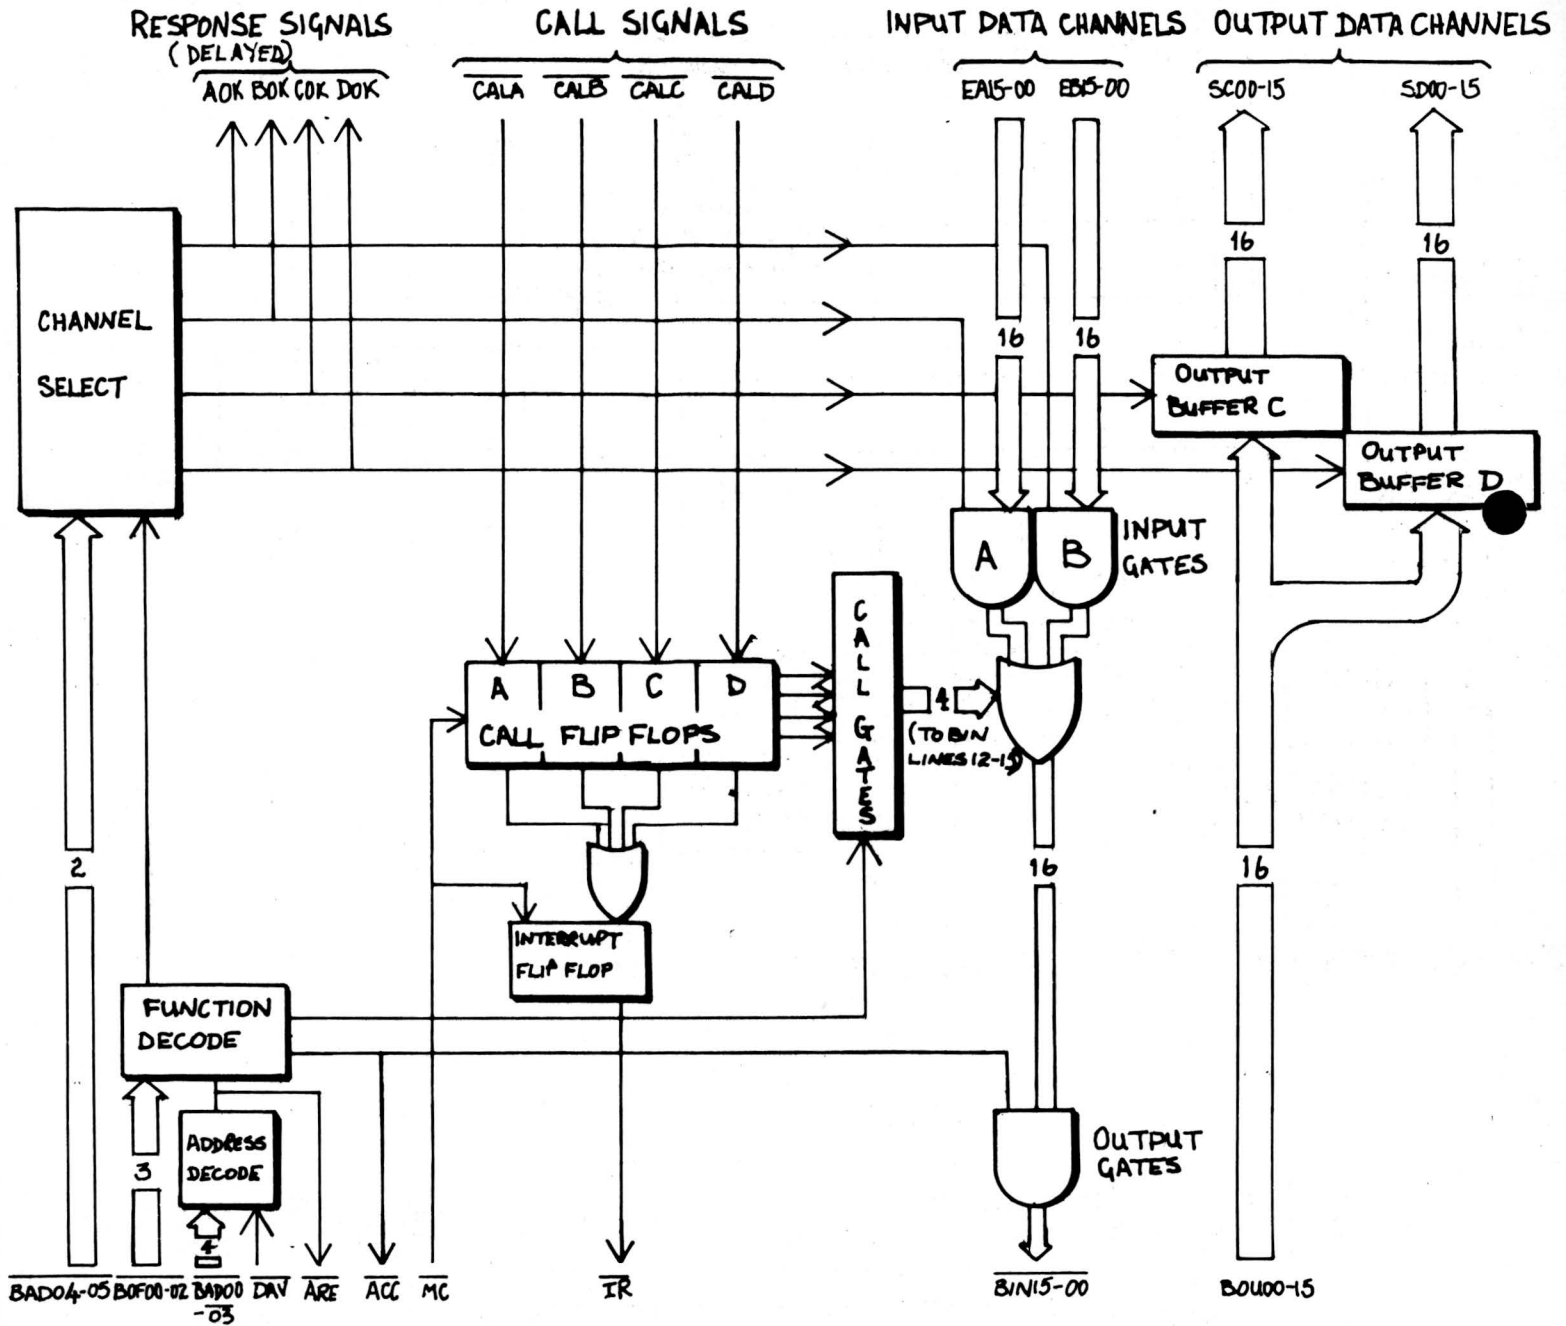 RESPONSE SIGNALS
(DELAYED)
CALL SIGNALS
INPUT DATA CHANNELS
OUTPUT DATA CHANNELS
AOK BOK COK DOK
CALA CALB CALC CALD
EA15-00 EB15-00
SC00-15 SD00-15
16 16
CHANNEL
SELECT
16 16
OUTPUT
BUFFER C
OUTPUT
BUFFER D
A B
INPUT
GATES
CALL GATES
A B C D
CALL FLIP FLOPS
4
(TO BIN
LINES 12-15)
2
16
16
INTERRUPT
FLIP FLOP
FUNCTION
DECODE
ADDRESS
DECODE
3
4
OUTPUT
GATES
BAD04-05 BOF00-02 BAD00
-03
DAV ARE ACC MC IR BIN15-00 BOU00-15